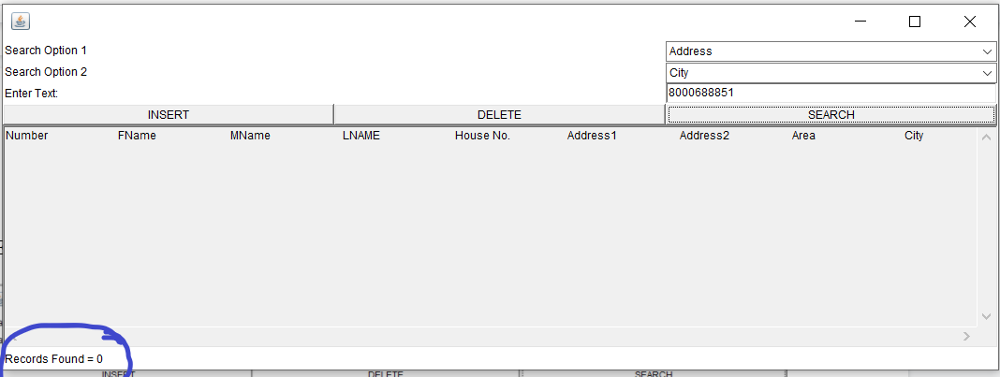 Search Option 1 Address
Search Option 2 City
Enter Text: 8000688851
INSERT DELETE SEARCH
Number FName MName LNAME House No. Address1 Address2 Area City
Records Found = 0
INSERT DELETE SEARCH